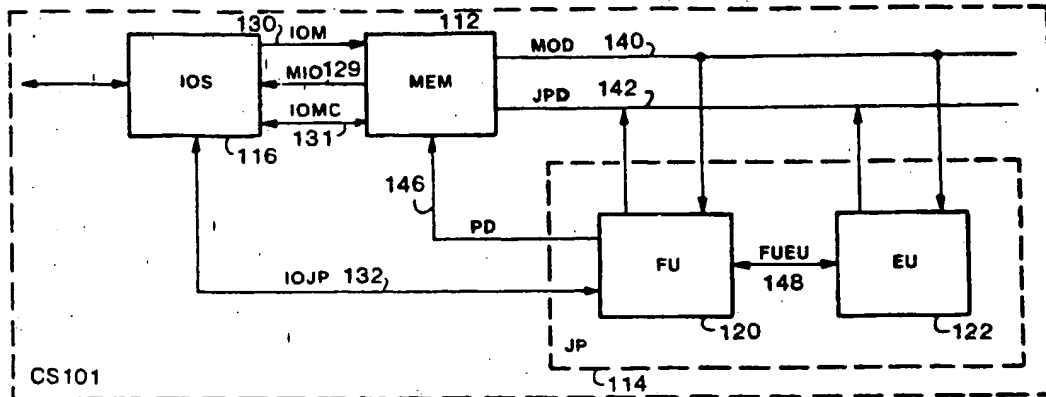 130 IOM
112
MOD 140
IOS
MIO 129
MEM
JPD 142
IOMC
131
116
146
PD
FU
FUEU
148
EU
IOJP 132
120
122
JP
CS101
114